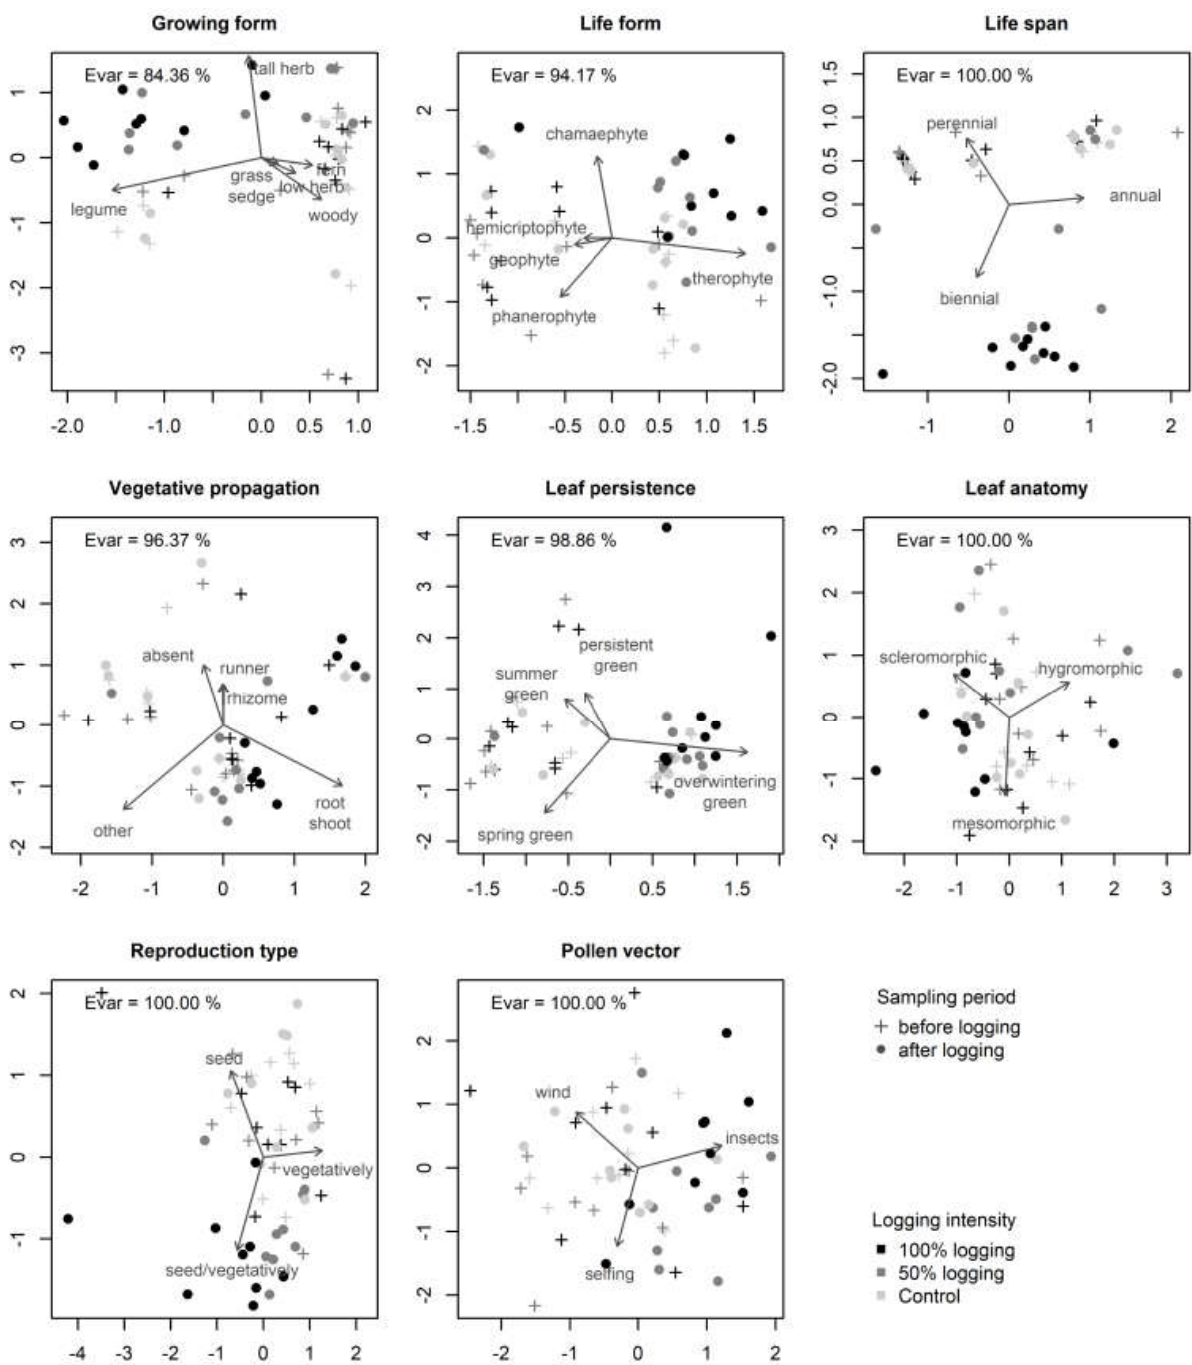 Growing form
Life form
Life span
Evar = 84.36 %
tall herb
fern
grass
low herb
sedge
woody
legume
1
0
-1
-2
-3
-2.0
-1.0
0.0
0.5
1.0
Evar = 94.17 %
chamaephyte
hemicriptophyte
geophyte
therophyte
phanerophyte
2
1
0
-1
-2
-1.5
-0.5
0.0
0.5
1.0
1.5
Evar = 100.00 %
perennial
annual
biennial
1.5
1.0
0.5
0.0
-1.0
-2.0
-1
0
1
2
Vegetative propagation
Leaf persistence
Leaf anatomy
Evar = 96.37 %
absent
runner
rhizome
root
shoot
other
3
2
1
0
-1
-2
-2
-1
0
1
2
Evar = 98.86 %
persistent
green
summer
green
overwintering
green
spring green
4
3
2
1
0
-1
-2
-1.5
-0.5
0.5
1.5
Evar = 100.00 %
scleromorphic
hygromorphic
mesomorphic
3
2
1
0
-1
-2
-2
-1
0
1
2
3
Reproduction type
Pollen vector
Evar = 100.00 %
seed
vegetatively
seed/vegetatively
2
1
0
-1
-4
-3
-2
-1
0
1
2
Evar = 100.00 %
wind
insects
selfing
2
1
0
-1
-2
-2
-1
0
1
2
Sampling period
before logging
after logging
Logging intensity
100% logging
50% logging
Control